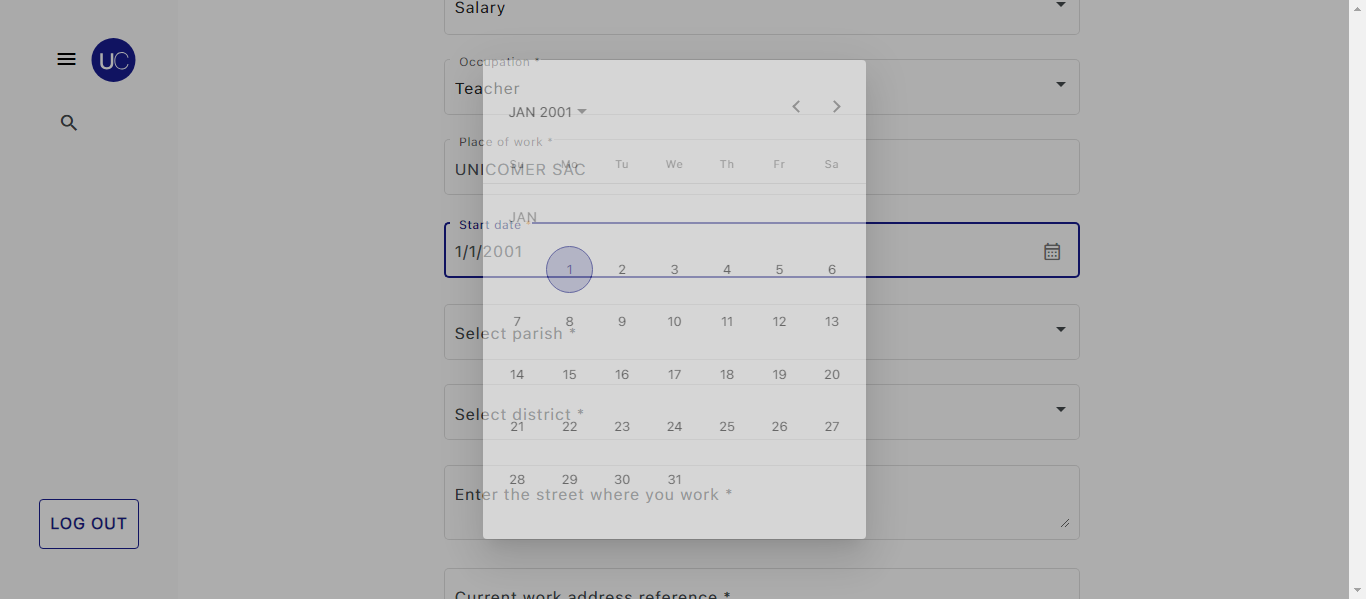 Salary
UC
Occupation *
Teacher
JAN 2001
Place of work *
UNICOMER SAC
Su Mo Tu We Th Fr Sa
JAN
Start date *
1/1/2001
1 2 3 4 5 6
7 8 9 10 11 12 13
Select parish *
14 15 16 17 18 19 20
Select district *
21 22 23 24 25 26 27
28 29 30 31
Enter the street where you work *
LOG OUT
Current work address reference *